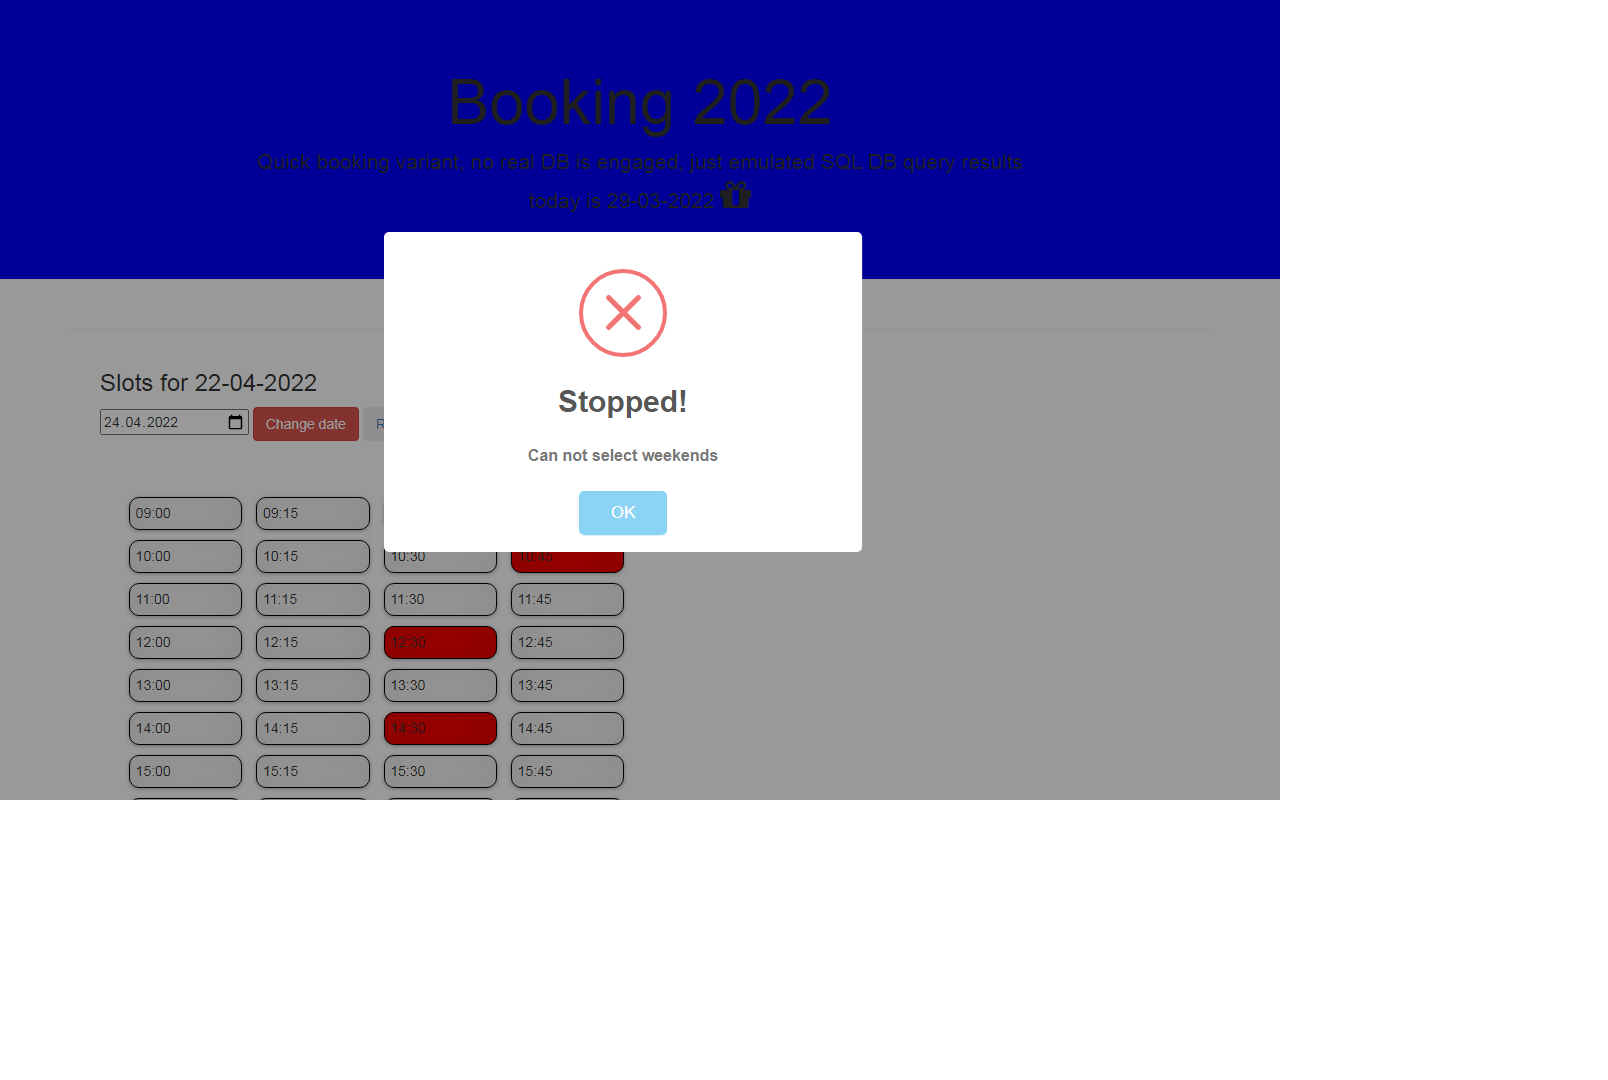 Booking 2022
Quick booking variant, no real DB is engaged, just emulated SQL DB query results
today is 29-03-2022
Stopped!
Can not select weekends
OK
Slots for 22-04-2022
24.04.2022 Change date R
09:00 09:15
10:00 10:15 10:30 10:45
11:00 11:15 11:30 11:45
12:00 12:15 12:30 12:45
13:00 13:15 13:30 13:45
14:00 14:15 14:30 14:45
15:00 15:15 15:30 15:45